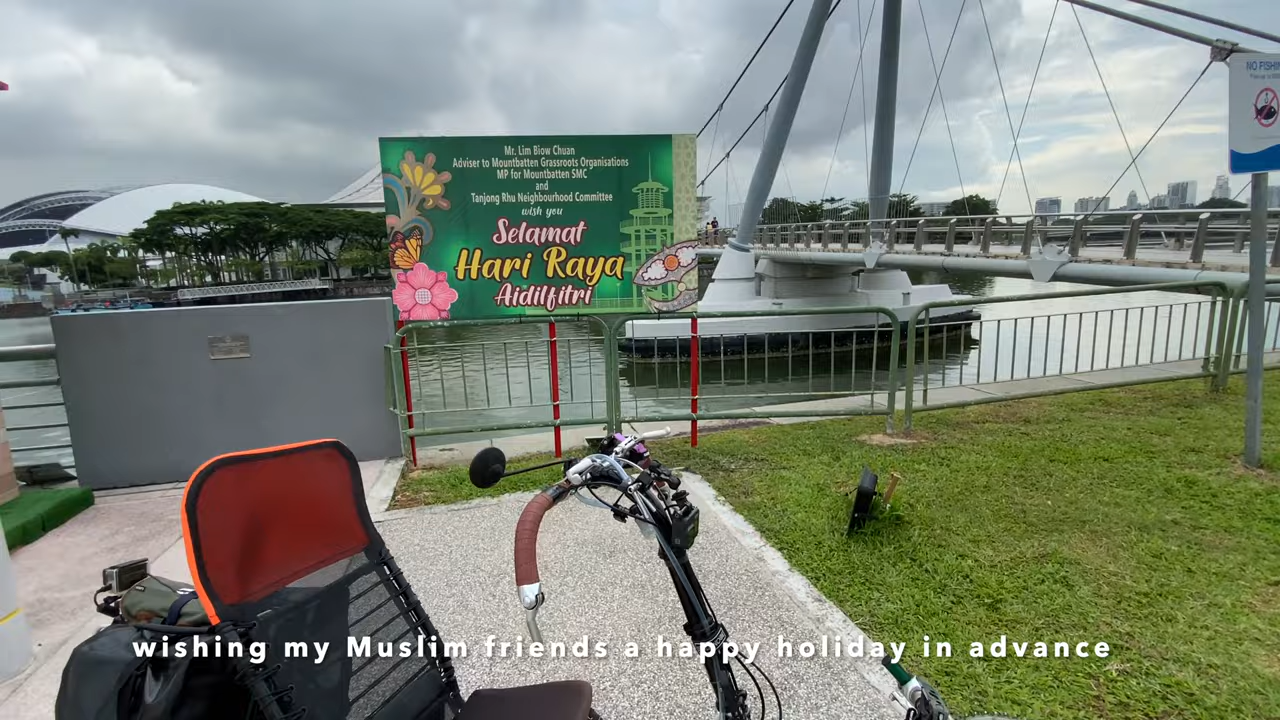 Mr. Lim Biow Chuan
Adviser to Mountbatten Grassroots Organisations
MP for Mountbatten SMC
and
Tanjong Rhu Neighbourhood Committee
wish you
Selamat
Hari Raya
Aidilfitri
NO FISHIN
wishing my Muslim friends a happy holiday in advance